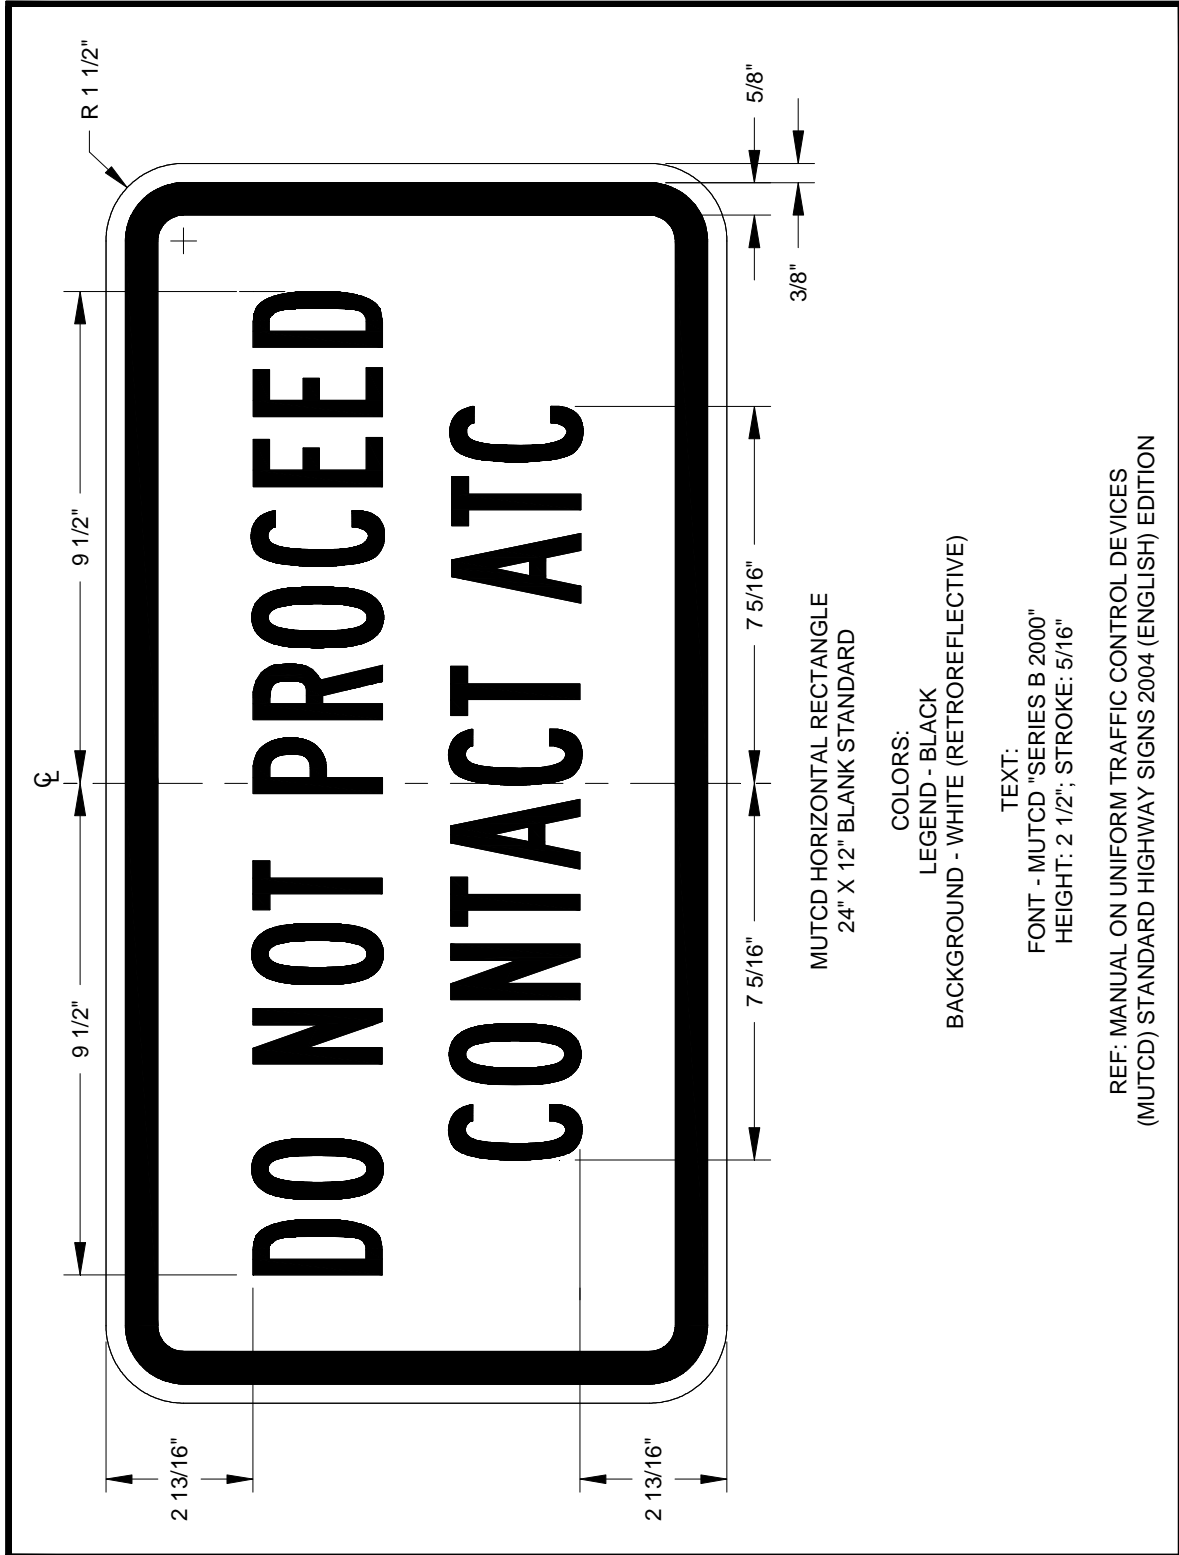 R 1 1/2"
℄
9 1/2" 9 1/2"
2 13/16"
DO NOT PROCEED
CONTACT ATC
2 13/16"
5/8"
3/8"
7 5/16" 7 5/16"
MUTCD HORIZONTAL RECTANGLE
24" X 12" BLANK STANDARD
COLORS:
LEGEND - BLACK
BACKGROUND - WHITE (RETROREFLECTIVE)
TEXT:
FONT - MUTCD "SERIES B 2000"
HEIGHT: 2 1/2"; STROKE: 5/16"
REF: MANUAL ON UNIFORM TRAFFIC CONTROL DEVICES
(MUTCD) STANDARD HIGHWAY SIGNS 2004 (ENGLISH) EDITION